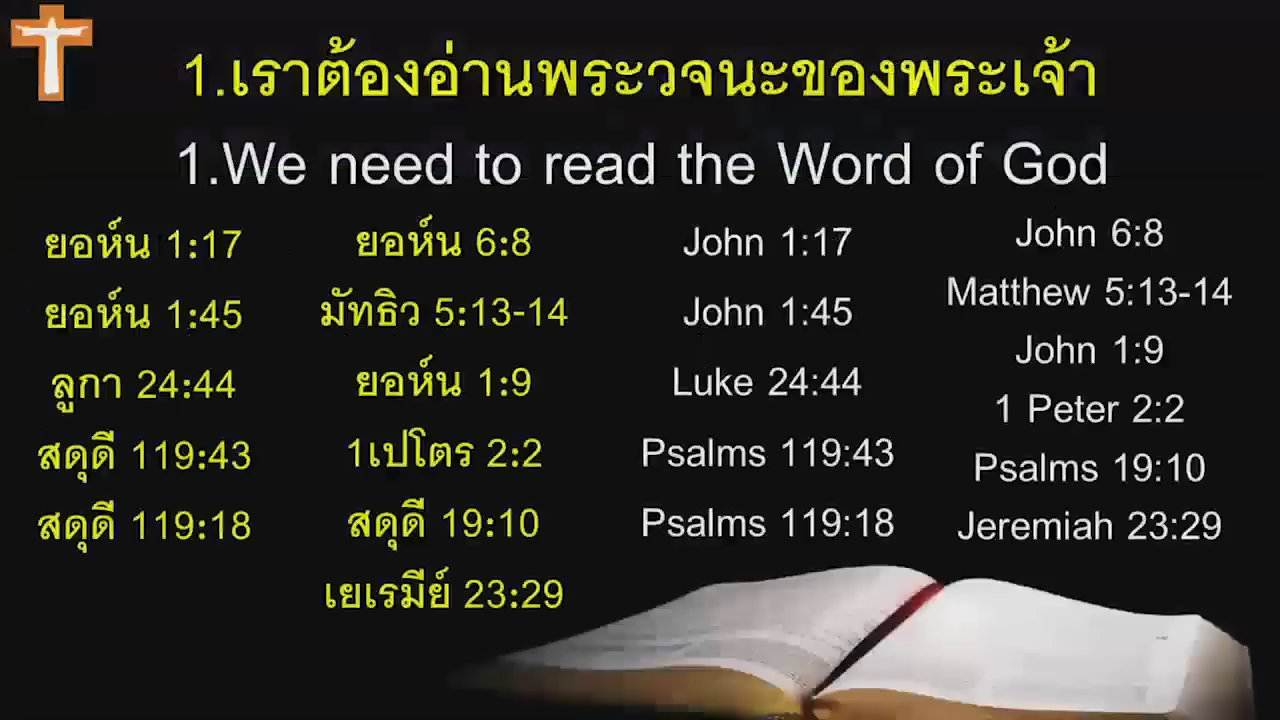 1.เราต้องอ่านพระวจนะของพระเจ้า
1.We need to read the Word of God
ยอห์น 1:17
ยอห์น 1:45
ลูกา 24:44
สดุดี 119:43
สดุดี 119:18
ยอห์น 6:8
มัทธิว 5:13-14
ยอห์น 1:9
1เปโตร 2:2
สดุดี 19:10
เยเรมีย์ 23:29
John 1:17
John 1:45
Luke 24:44
Psalms 119:43
Psalms 119:18
John 6:8
Matthew 5:13-14
John 1:9
1 Peter 2:2
Psalms 19:10
Jeremiah 23:29